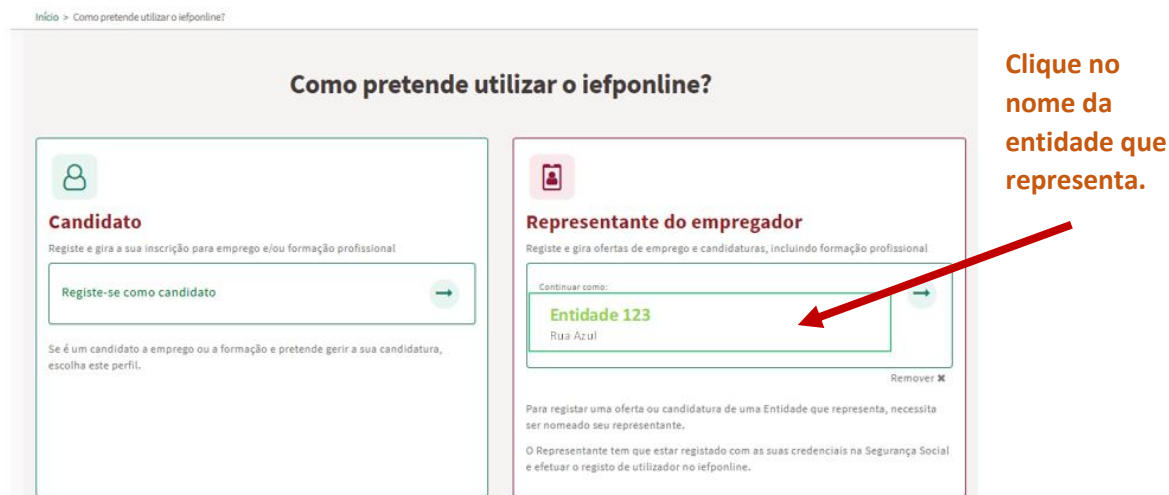 Início > Como pretende utilizar o iefponline?
Como pretende utilizar o iefponline?
Clique no
nome da
entidade que
representa.
Candidato
Registe e gira a sua inscrição para emprego e/ou formação profissional
Registe-se como candidato
Se é um candidato a emprego ou a formação e pretende gerir a sua candidatura,
escolha este perfil.
Representante do empregador
Registe e gira ofertas de emprego e candidaturas, incluindo formação profissional
Continuar como:
Entidade 123
Rua Azul
Remover ✖
Para registar uma oferta ou candidatura de uma Entidade que representa, necessita
ser nomeado seu representante.
O Representante tem que estar registado com as suas credenciais na Segurança Social
e efetuar o registo de utilizador no iefponline.